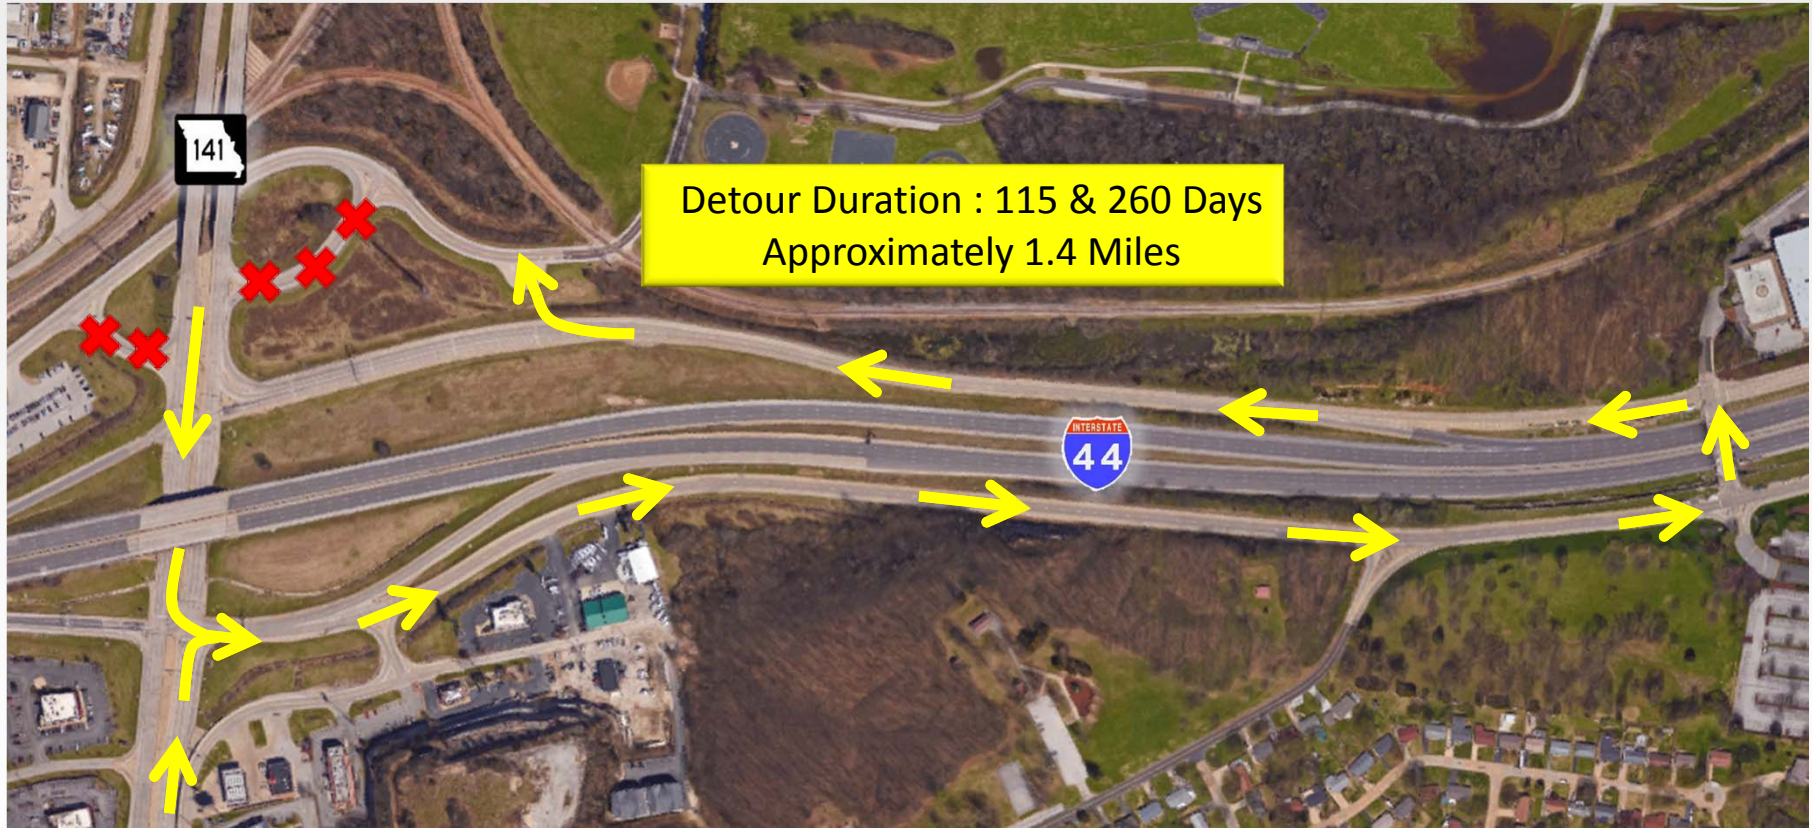 141
Detour Duration : 115 & 260 Days
Approximately 1.4 Miles
INTERSTATE
44